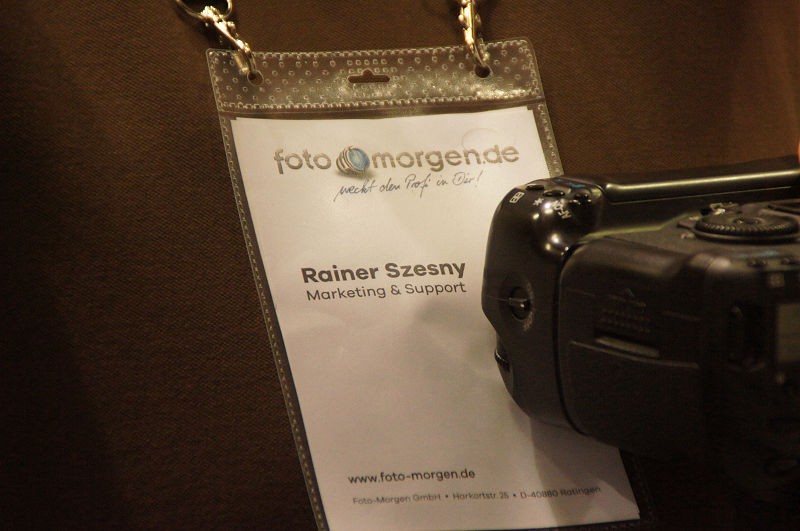 foto morgen.de
weckt den Profi in Dir!
Rainer Szesny
Marketing & Support
www.foto-morgen.de
Foto-Morgen GmbH • Harkortstr. 25 • D-40880 Ratingen